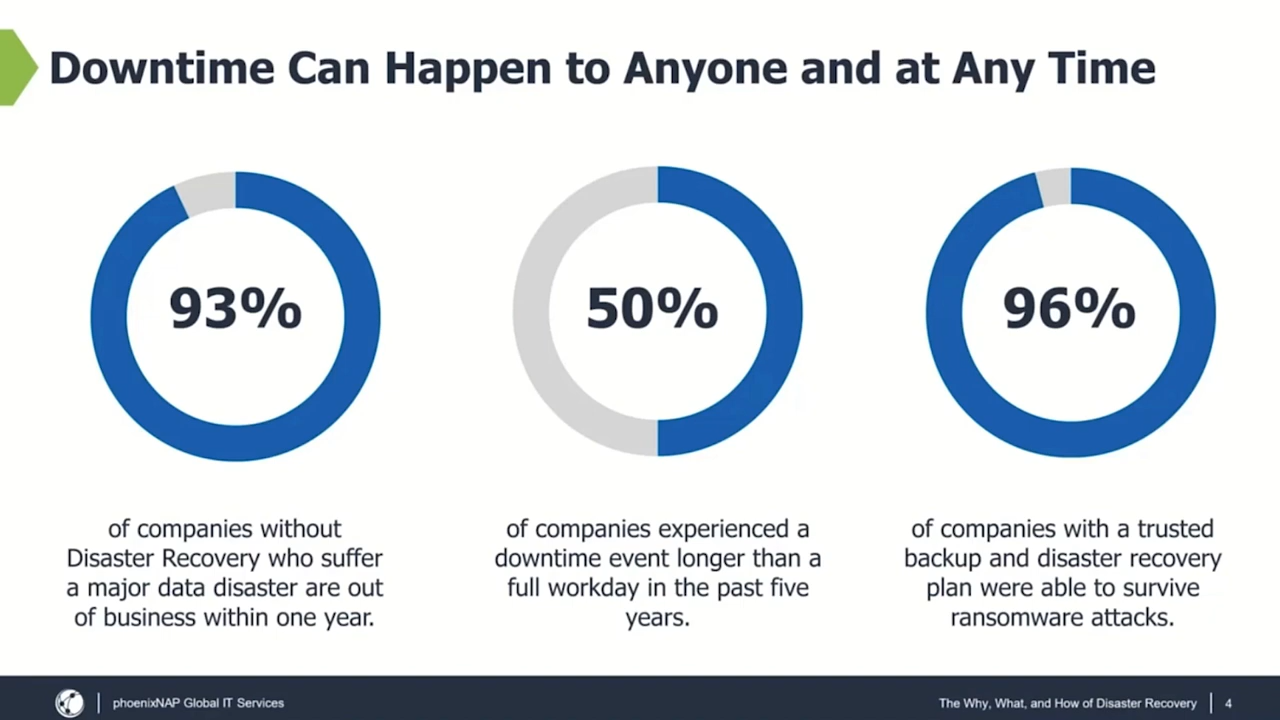 Downtime Can Happen to Anyone and at Any Time
93%
of companies without
Disaster Recovery who suffer
a major data disaster are out
of business within one year.
50%
of companies experienced a
downtime event longer than a
full workday in the past five
years.
96%
of companies with a trusted
backup and disaster recovery
plan were able to survive
ransomware attacks.
phoenixNAP Global IT Services
The Why, What, and How of Disaster Recovery
4